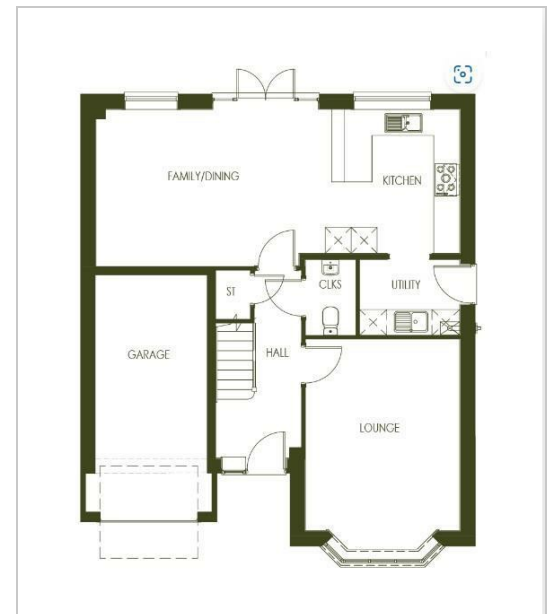 FAMILY/DINING
KITCHEN
ST
CLKS
UTILITY
GARAGE
HALL
LOUNGE